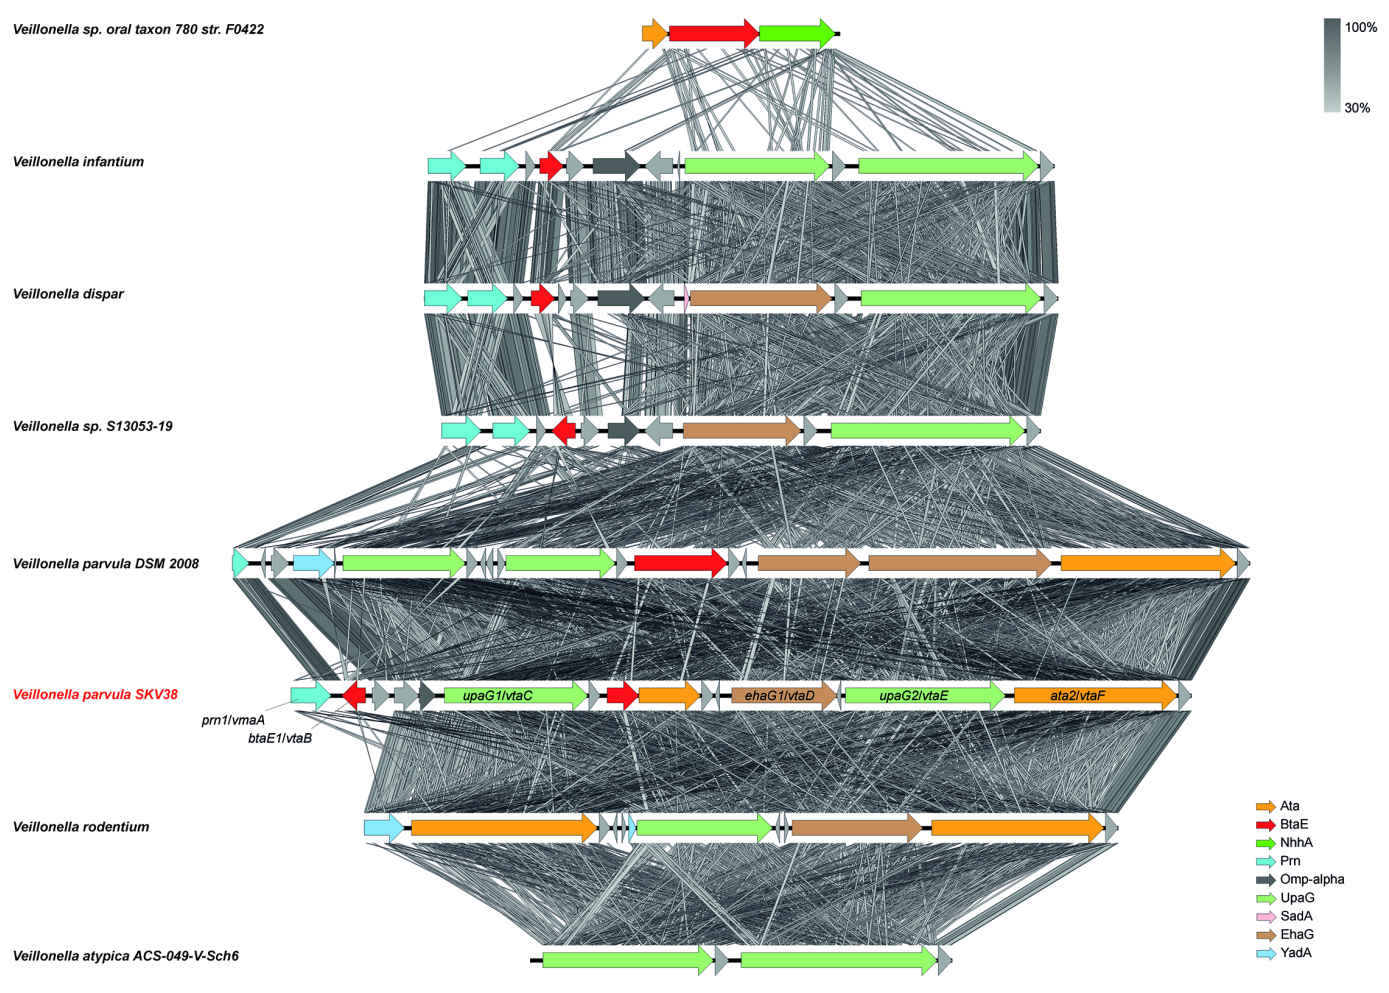 Veillonella sp. oral taxon 780 str. F0422
100%
30%
Veillonella infantium
Veillonella dispar
Veillonella sp. S13053-19
Veillonella parvula DSM 2008
Veillonella parvula SKV38
upaG1/vtaC
ehaG1/vtaD
upaG2/vtaE
ata2/vtaF
prn1/vmaA
btaE1/vtaB
Veillonella rodentium
Veillonella atypica ACS-049-V-Sch6
Ata
BtaE
NhhA
Prn
Omp-alpha
UpaG
SadA
EhaG
YadA